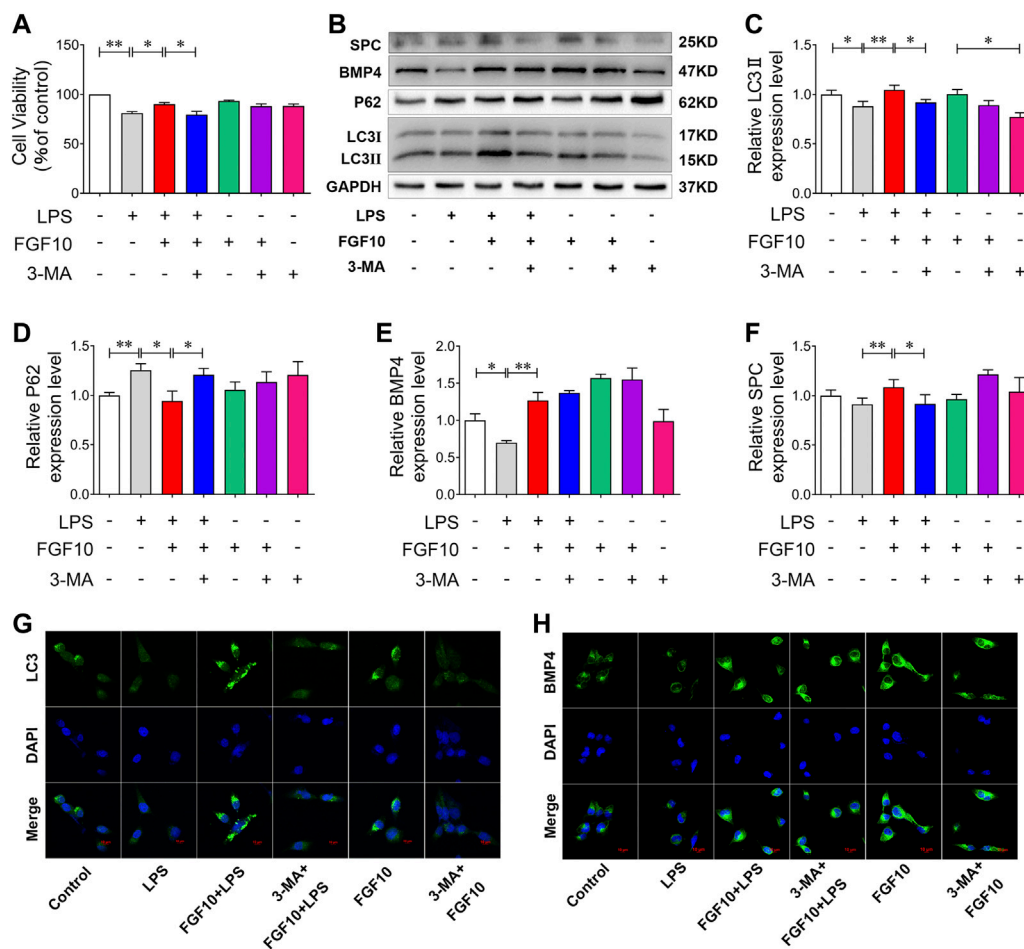 A
Cell Viability
(% of control)
150
100
50
0
** * *
LPS - + + + - - -
FGF10 - - + + + + -
3-MA - - - + - + +
B
SPC 25KD
BMP4 47KD
P62 62KD
LC3I 17KD
LC3II 15KD
GAPDH 37KD
LPS - + + + - - -
FGF10 - - + + + + -
3-MA - - - + - + +
C
Relative LC3II
expression level
1.5
1.0
0.5
0.0
* ** * *
LPS - + + + - - -
FGF10 - - + + + + -
3-MA - - - + - + +
D
Relative P62
expression level
1.5
1.0
0.5
0.0
** * *
LPS - + + + - - -
FGF10 - - + + + + -
3-MA - - - + - + +
E
Relative BMP4
expression level
2.0
1.5
1.0
0.5
0.0
* **
LPS - + + + - - -
FGF10 - - + + + + -
3-MA - - - + - + +
F
Relative SPC
expression level
1.5
1.0
0.5
0.0
** *
LPS - + + + - - -
FGF10 - - + + + + -
3-MA - - - + - + +
G
LC3
DAPI
Merge
Control
LPS
FGF10+LPS
3-MA+
FGF10+LPS
FGF10
3-MA+
FGF10
H
BMP4
DAPI
Merge
Control
LPS
FGF10+LPS
3-MA+
FGF10+LPS
FGF10
3-MA+
FGF10